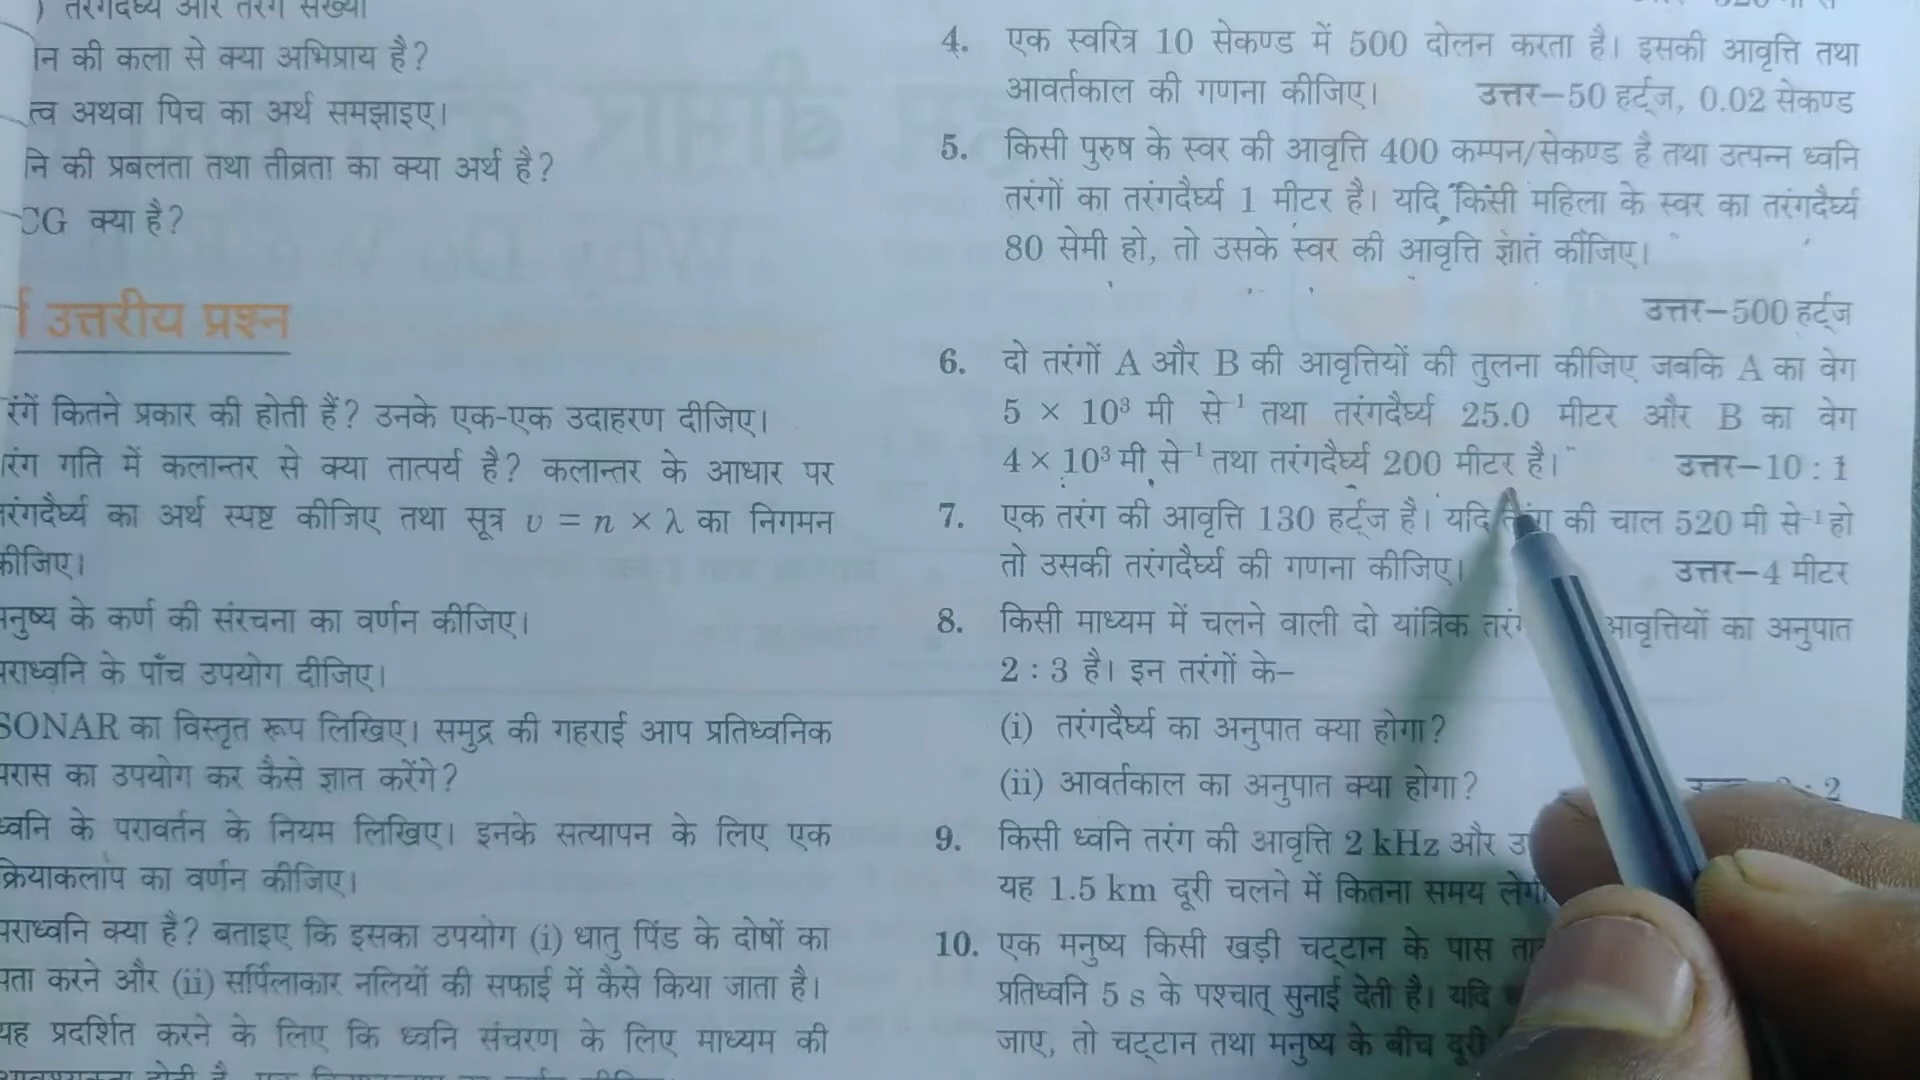 ) तरंगदैर्ध्य और तरंग संख्या
की कला से क्या अभिप्राय है?
त्व अथवा पिच का अर्थ समझाइए।
नि की प्रबलता तथा तीव्रता का क्या अर्थ है?
CG क्या है?
उत्तरीय प्रश्न
रंगें कितने प्रकार की होती हैं? उनके एक-एक उदाहरण दीजिए।
रंग गति में कलान्तर से क्या तात्पर्य है? कलान्तर के आधार पर
तरंगदैर्घ्य का अर्थ स्पष्ट कीजिए तथा सूत्र υ = n × λ का निगमन
कीजिए।
मनुष्य के कर्ण की संरचना का वर्णन कीजिए।
पराध्वनि के पाँच उपयोग दीजिए।
SONAR का विस्तृत रूप लिखिए। समुद्र की गहराई आप प्रतिध्वनिक
परास का उपयोग कर कैसे ज्ञात करेंगे?
ध्वनि के परावर्तन के नियम लिखिए। इनके सत्यापन के लिए एक
क्रियाकलाप का वर्णन कीजिए।
पराध्वनि क्या है? बताइए कि इसका उपयोग (i) धातु पिंड के दोषों का
पता करने और (ii) सर्पिलाकार नलियों की सफाई में कैसे किया जाता है।
यह प्रदर्शित करने के लिए कि ध्वनि संचरण के लिए माध्यम की
4. एक स्वरित्र 10 सेकण्ड में 500 दोलन करता है। इसकी आवृत्ति तथा
आवर्तकाल की गणना कीजिए। उत्तर–50 हर्ट्ज, 0.02 सेकण्ड
5. किसी पुरुष के स्वर की आवृत्ति 400 कम्पन/सेकण्ड है तथा उत्पन्न ध्वनि
तरंगों का तरंगदैर्घ्य 1 मीटर है। यदि किसी महिला के स्वर का तरंगदैर्घ्य
80 सेमी हो, तो उसके स्वर की आवृत्ति ज्ञात कीजिए।
उत्तर–500 हर्ट्ज
6. दो तरंगों A और B की आवृत्तियों की तुलना कीजिए जबकि A का वेग
5 × 10³ मी से⁻¹ तथा तरंगदैर्घ्य 25.0 मीटर और B का वेग
4 × 10³ मी से⁻¹ तथा तरंगदैर्घ्य 200 मीटर है। उत्तर–10 : 1
7. एक तरंग की आवृत्ति 130 हर्ट्ज है। यदि की चाल 520 मी से⁻¹ हो
तो उसकी तरंगदैर्घ्य की गणना कीजिए। उत्तर–4 मीटर
8. किसी माध्यम में चलने वाली दो यांत्रिक आवृत्तियों का अनुपात
2 : 3 है। इन तरंगों के–
(i) तरंगदैर्घ्य का अनुपात क्या होगा?
(ii) आवर्तकाल का अनुपात क्या होगा? : 2
9. किसी ध्वनि तरंग की आवृत्ति 2 kHz और
यह 1.5 km दूरी चलने में कितना समय
10. एक मनुष्य किसी खड़ी चट्टान के पास
प्रतिध्वनि 5 s के पश्चात् सुनाई देती है। यदि
जाए, तो चट्टान तथा मनुष्य के बीच दूरी